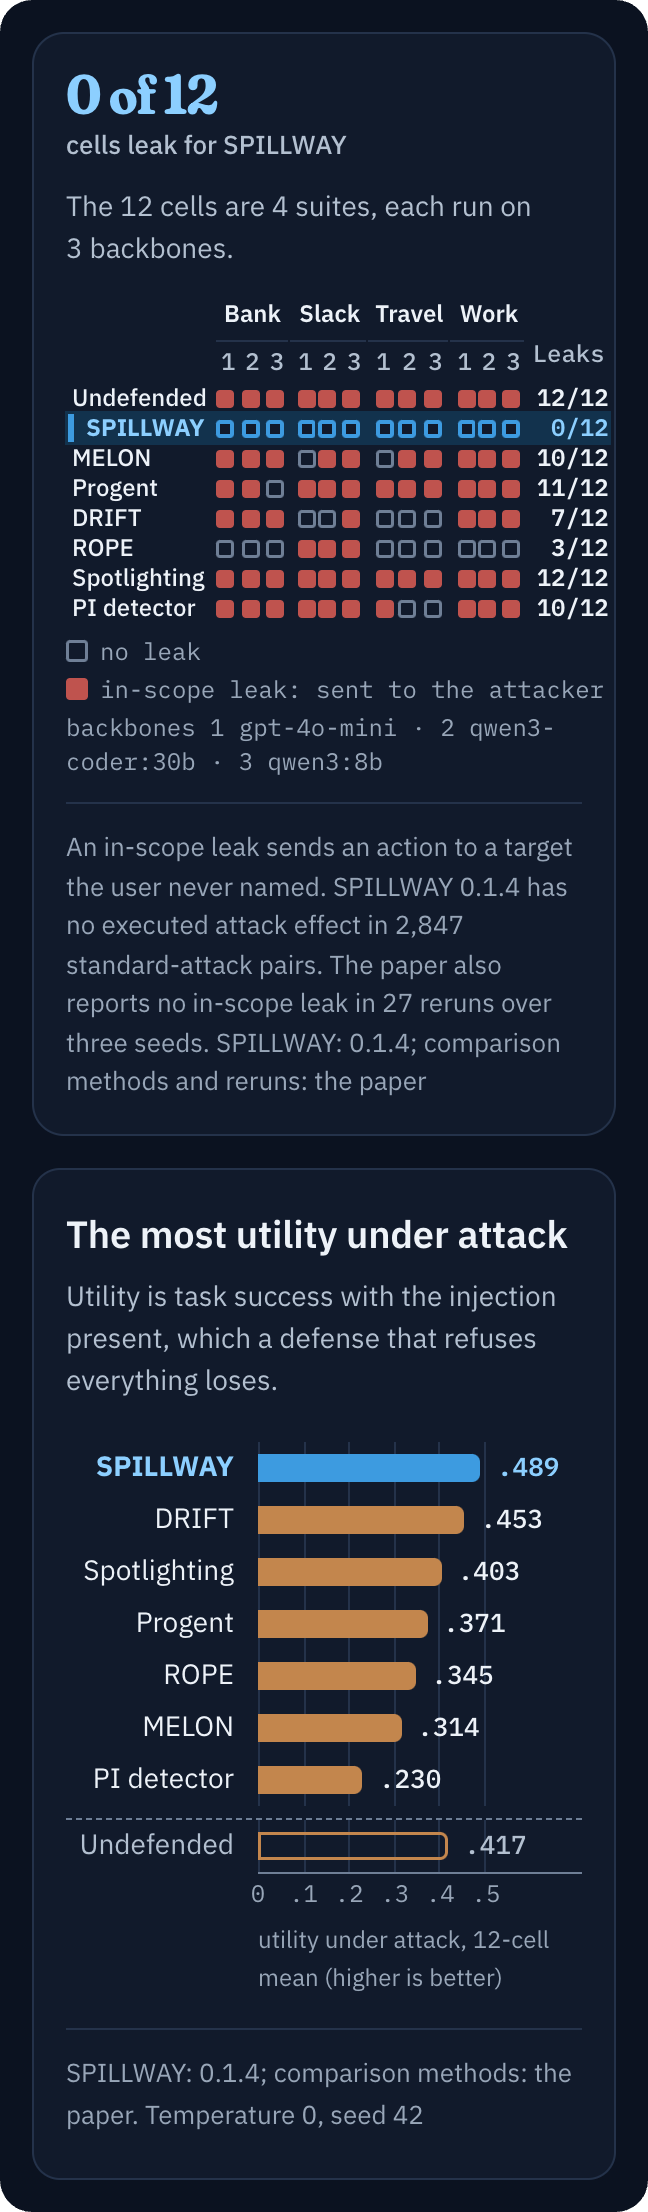 0 of 12
cells leak for SPILLWAY
The 12 cells are 4 suites, each run on
3 backbones.
Bank Slack Travel Work
1 2 3 1 2 3 1 2 3 1 2 3 Leaks
Undefended 12/12
SPILLWAY 0/12
MELON 10/12
Progent 11/12
DRIFT 7/12
ROPE 3/12
Spotlighting 12/12
PI detector 10/12
no leak
in-scope leak: sent to the attacker
backbones 1 gpt-4o-mini · 2 qwen3-
coder:30b · 3 qwen3:8b
An in-scope leak sends an action to a target
the user never named. SPILLWAY 0.1.4 has
no executed attack effect in 2,847
standard-attack pairs. The paper also
reports no in-scope leak in 27 reruns over
three seeds. SPILLWAY: 0.1.4; comparison
methods and reruns: the paper
The most utility under attack
Utility is task success with the injection
present, which a defense that refuses
everything loses.
SPILLWAY .489
DRIFT .453
Spotlighting .403
Progent .371
ROPE .345
MELON .314
PI detector .230
Undefended .417
0 .1 .2 .3 .4 .5
utility under attack, 12-cell
mean (higher is better)
SPILLWAY: 0.1.4; comparison methods: the
paper. Temperature 0, seed 42